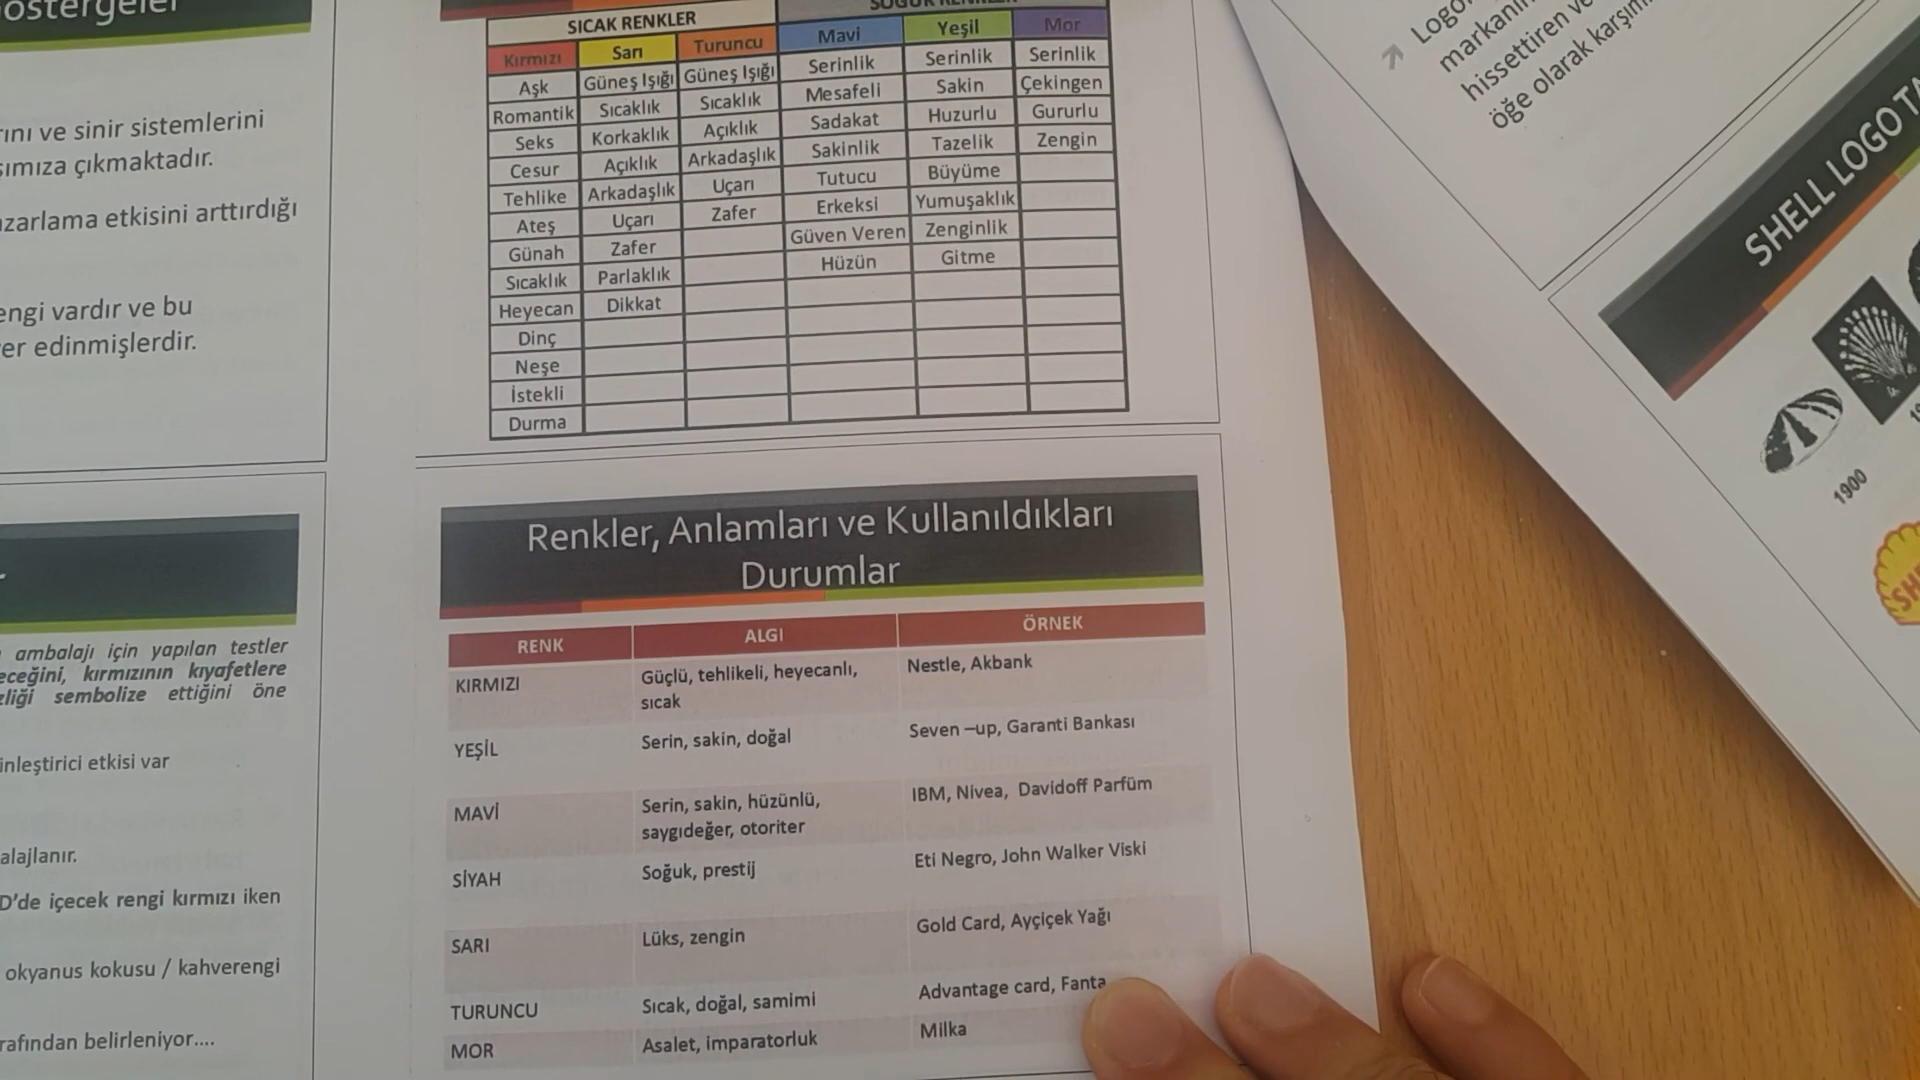 östergeler
rını ve sinir sistemlerini
şımıza çıkmaktadır.
azarlama etkisini arttırdığı
engi vardır ve bu
er edinmişlerdir.
ambalajı için yapılan testler
eceğini, kırmızının kıyafetlere
zliği sembolize ettiğini öne
inleştirici etkisi var
alajlanır.
D'de içecek rengi kırmızı iken
okyanus kokusu / kahverengi
rafından belirleniyor....
SICAK RENKLER
Kırmızı Sarı Turuncu Mavi Yeşil Mor
Aşk Güneş Işığı Güneş Işığı Serinlik Serinlik Serinlik
Romantik Sıcaklık Sıcaklık Mesafeli Sakin Çekingen
Seks Korkaklık Açıklık Sadakat Huzurlu Gururlu
Cesur Açıklık Arkadaşlık Sakinlik Tazelik Zengin
Tehlike Arkadaşlık Uçarı Tutucu Büyüme
Ateş Uçarı Zafer Erkeksi Yumuşaklık
Günah Zafer Güven Veren Zenginlik
Sıcaklık Parlaklık Hüzün Gitme
Heyecan Dikkat
Dinç
Neşe
İstekli
Durma
Renkler, Anlamları ve Kullanıldıkları
Durumlar
RENK ALGI ÖRNEK
KIRMIZI Güçlü, tehlikeli, heyecanlı, Nestle, Akbank
sıcak
YEŞİL Serin, sakin, doğal Seven –up, Garanti Bankası
MAVİ Serin, sakin, hüzünlü, IBM, Nivea, Davidoff Parfüm
saygıdeğer, otoriter
SİYAH Soğuk, prestij Eti Negro, John Walker Viski
SARI Lüks, zengin Gold Card, Ayçiçek Yağı
TURUNCU Sıcak, doğal, samimi Advantage card, Fanta
MOR Asalet, imparatorluk Milka
Logo
markanın
hissettiren ve
öğe olarak karşım
SHELL LOGO TA
1900